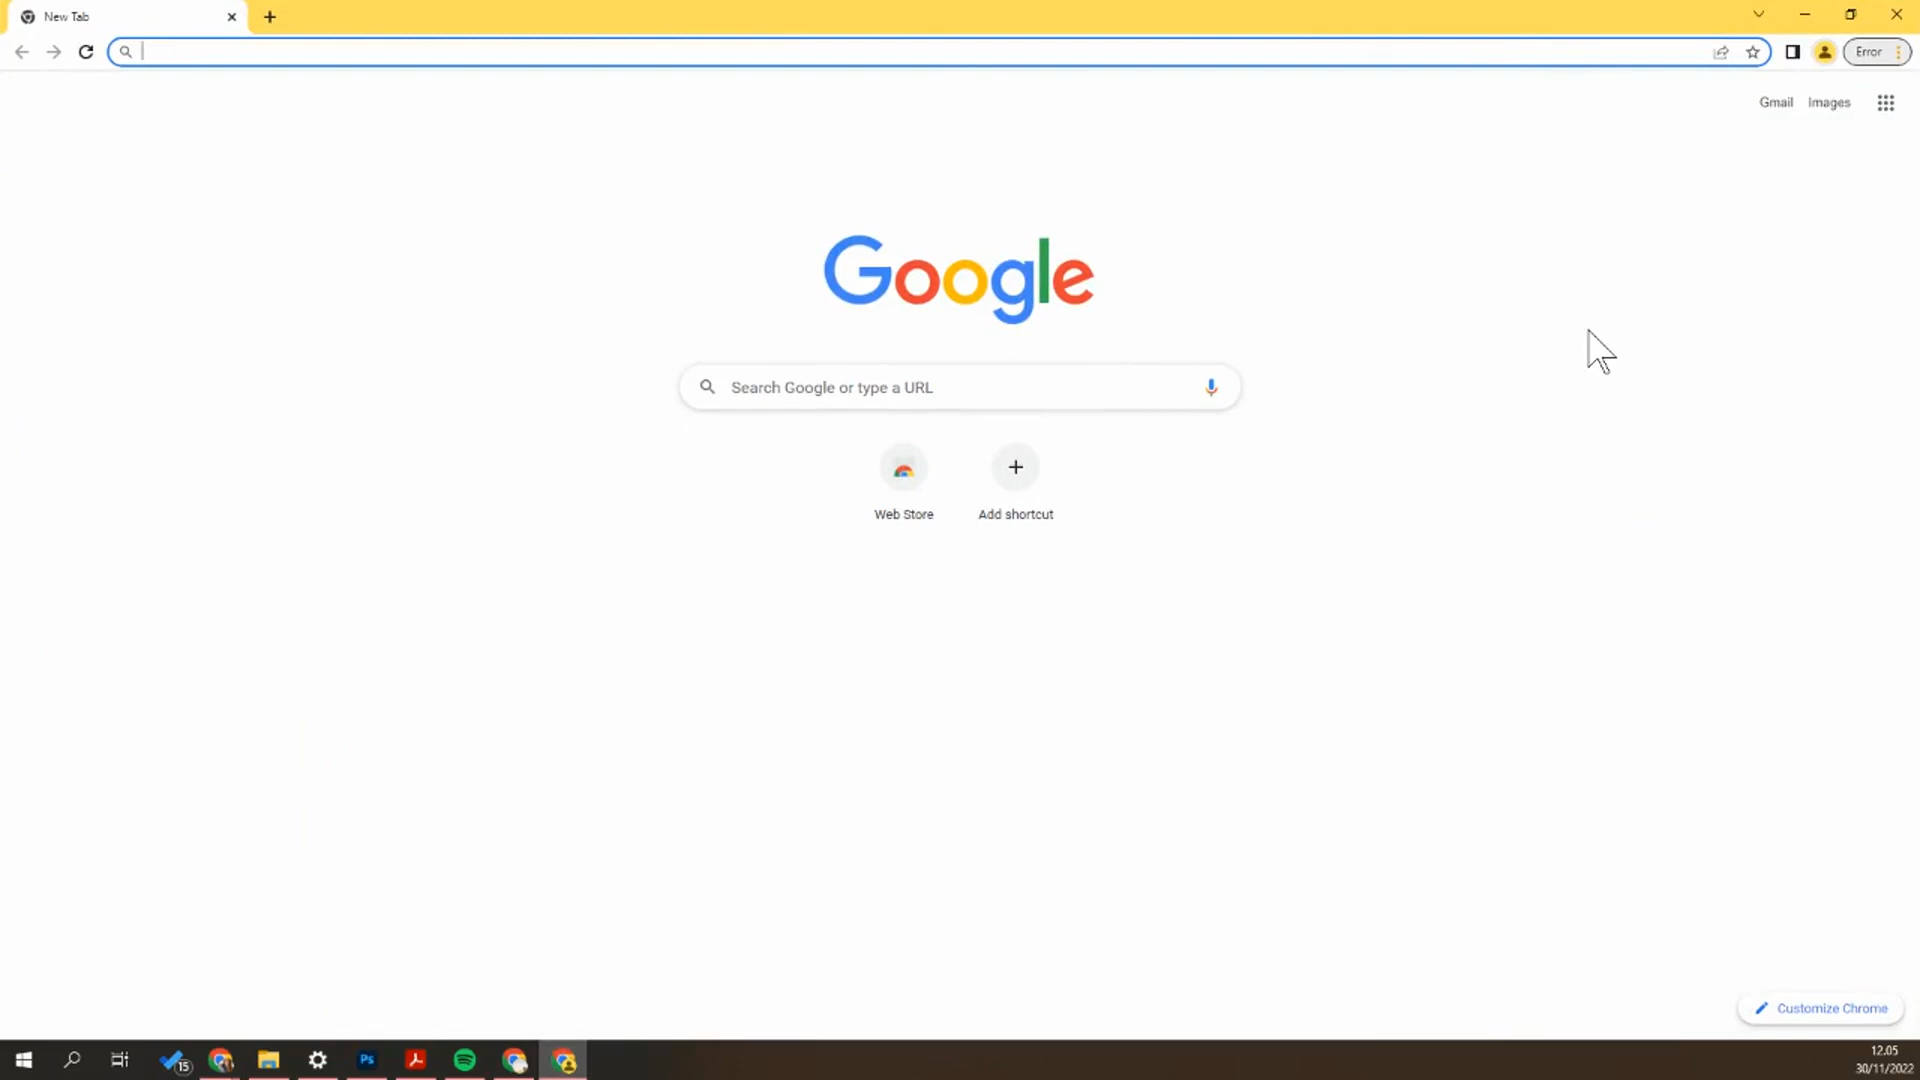 New Tab
Error
Gmail Images
Google
Search Google or type a URL
Web Store Add shortcut
Customize Chrome
15
Ps
12.05
30/11/2022